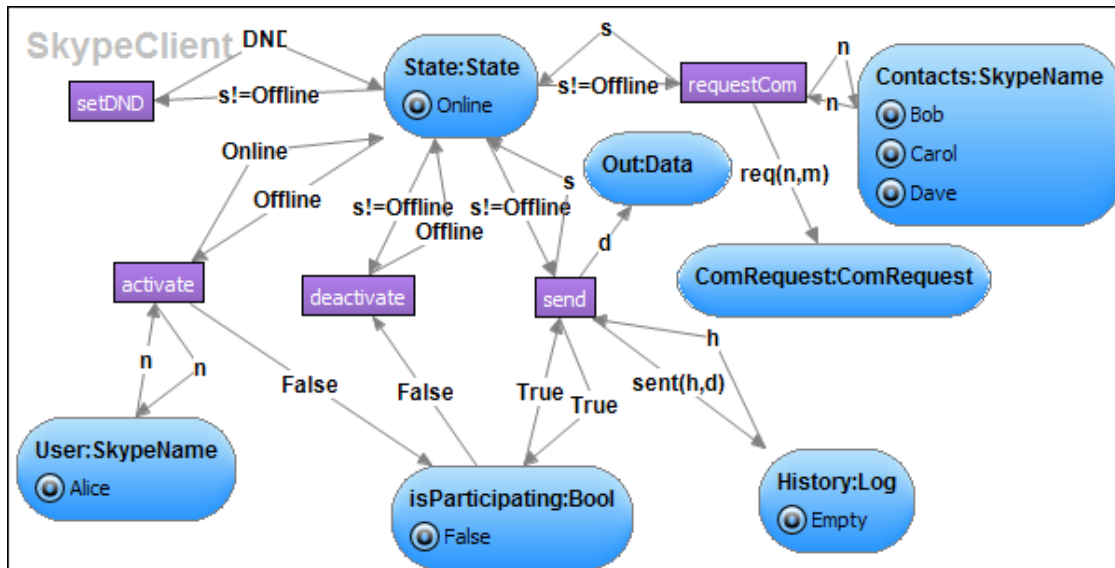 SkypeClient
DND
s
n
State:State
Contacts:SkypeName
setDND
s!=Offline
Online
s!=Offline
requestCom
n
Bob
Carol
Dave
Online
Out:Data
Offline
s!=Offline
s!=Offline
s
req(n,m)
Offline
d
ComRequest:ComRequest
activate
deactivate
send
h
n
n
False
False
True
True
sent(h,d)
User:SkypeName
Alice
isParticipating:Bool
False
History:Log
Empty